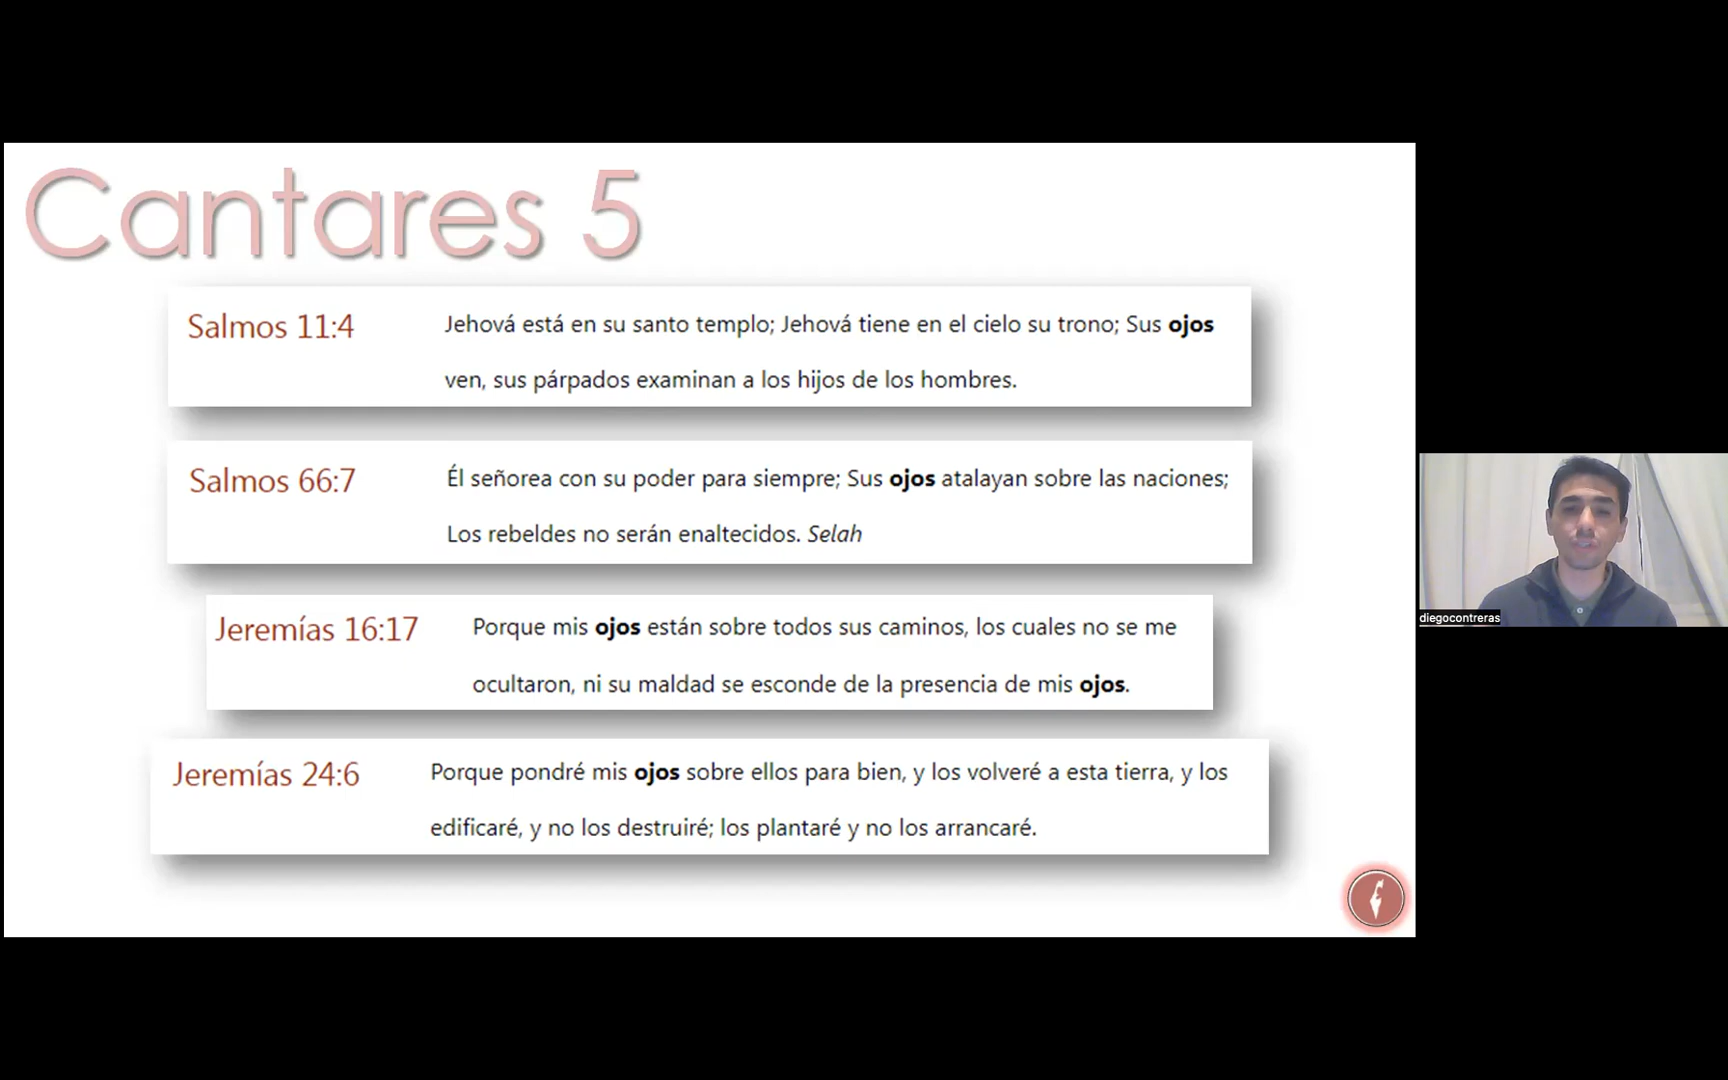 Cantares 5
Salmos 11:4
Jehová está en su santo templo; Jehová tiene en el cielo su trono; Sus ojos
ven, sus párpados examinan a los hijos de los hombres.
Salmos 66:7
Él señorea con su poder para siempre; Sus ojos atalayan sobre las naciones;
Los rebeldes no serán enaltecidos. Selah
Jeremías 16:17
Porque mis ojos están sobre todos sus caminos, los cuales no se me
ocultaron, ni su maldad se esconde de la presencia de mis ojos.
Jeremías 24:6
Porque pondré mis ojos sobre ellos para bien, y los volveré a esta tierra, y los
edificaré, y no los destruiré; los plantaré y no los arrancaré.
diegocontreras